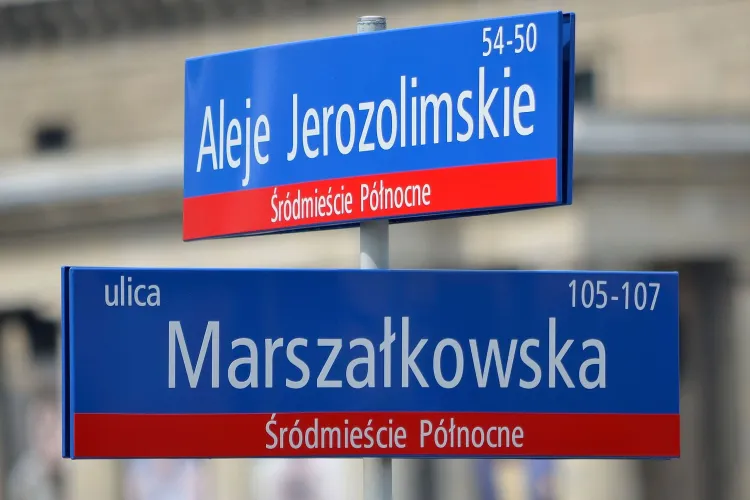 54-50
Aleje Jerozolimskie
Śródmieście Północne
ulica 105-107
Marszałkowska
Śródmieście Północne